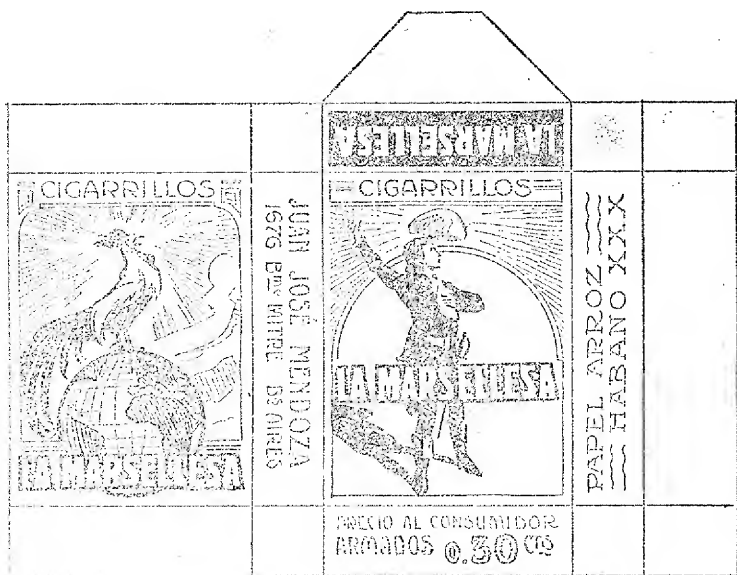 LA MARSELLESA
CIGARRILLOS
LA MARSELLESA
JUAN JOSÉ MENDOZA
1676 Bmé MITRE Bs AIRES
CIGARRILLOS
LA MARSELLESA
PAPEL ARROZ
HABANO XXX
PRECIO AL CONSUMIDOR
ARMADOS 0.30 Cts